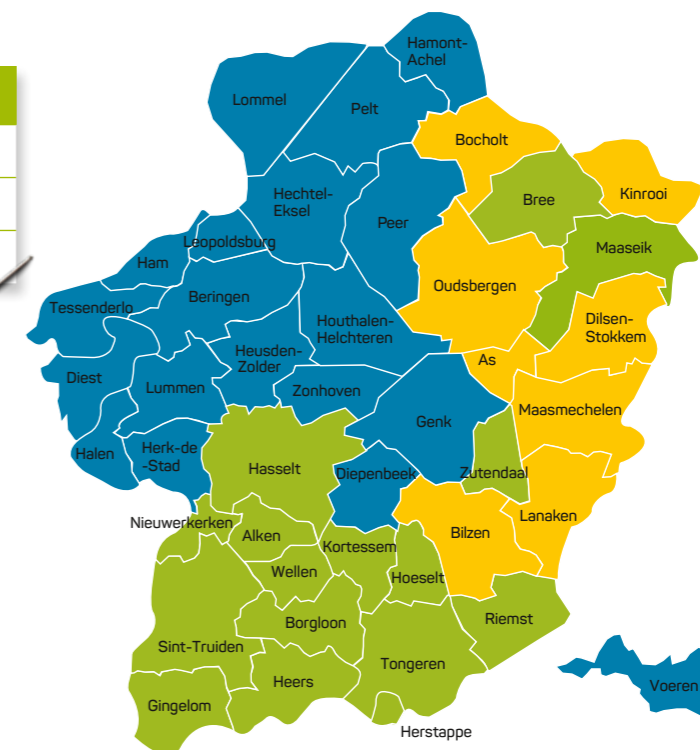 Hamont-
Achel
Lommel
Pelt
Bocholt
Kinrooi
Bree
Hechtel-
Eksel
Peer
Leopoldsburg
Maaseik
Ham
Oudsbergen
Beringen
Tessenderlo
Houthalen-
Helchteren
Dilsen-
Stokkem
Heusden-
Zolder
As
Diest
Lummen
Zonhoven
Maasmechelen
Genk
Halen
Herk-de
-Stad
Hasselt
Diepenbeek
Zutendaal
Lanaken
Nieuwerkerken
Alken
Bilzen
Kortessem
Wellen
Hoeselt
Borgloon
Riemst
Sint-Truiden
Tongeren
Heers
Voeren
Gingelom
Herstappe